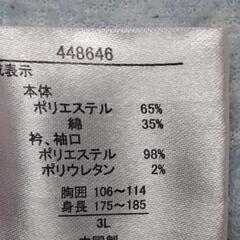 448646
表示
本体
ポリエステル 65%
綿 35%
衿、袖口
ポリエステル 98%
ポリウレタン 2%
胸囲 106〜114
身長 175〜185
3L